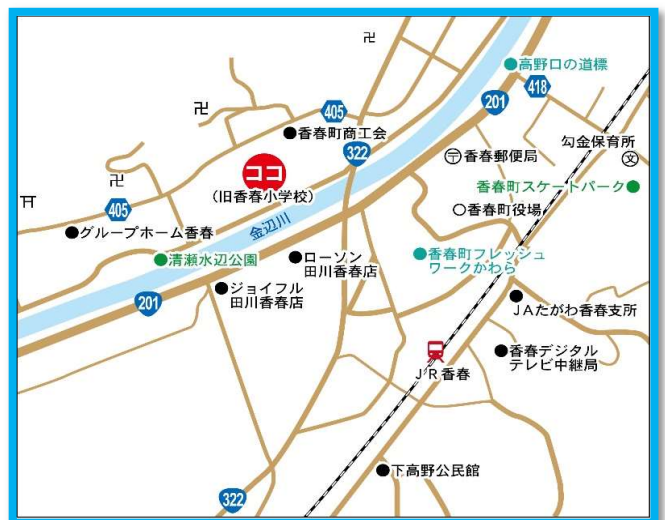 高野口の道標
418
201
405
香春町商工会
322
勾金保育所
文
〒香春郵便局
ココ
(旧香春小学校)
香春町スケートパーク
405
香春町役場
グループホーム香春
金辺川
清瀬水辺公園
ローソン
田川香春店
香春町フレッシュ
ワークかわら
ジョイフル
田川香春店
201
JAたがわ香春支所
香春デジタル
テレビ中継局
JR香春
下高野公民館
322